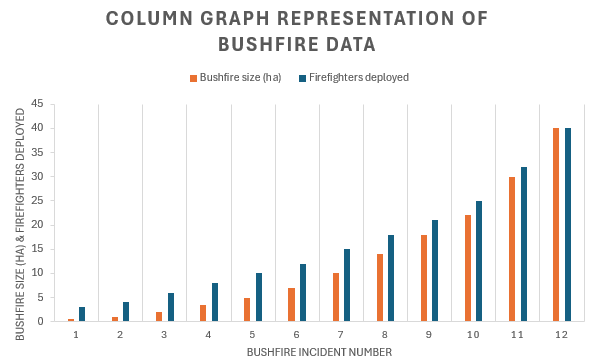 COLUMN GRAPH REPRESENTATION OF
BUSHFIRE DATA
Bushfire size (ha) Firefighters deployed
BUSHFIRE SIZE (HA) & FIREFIGHTERS DEPLOYED
45
40
35
30
25
20
15
10
5
0
1 2 3 4 5 6 7 8 9 10 11 12
BUSHFIRE INCIDENT NUMBER